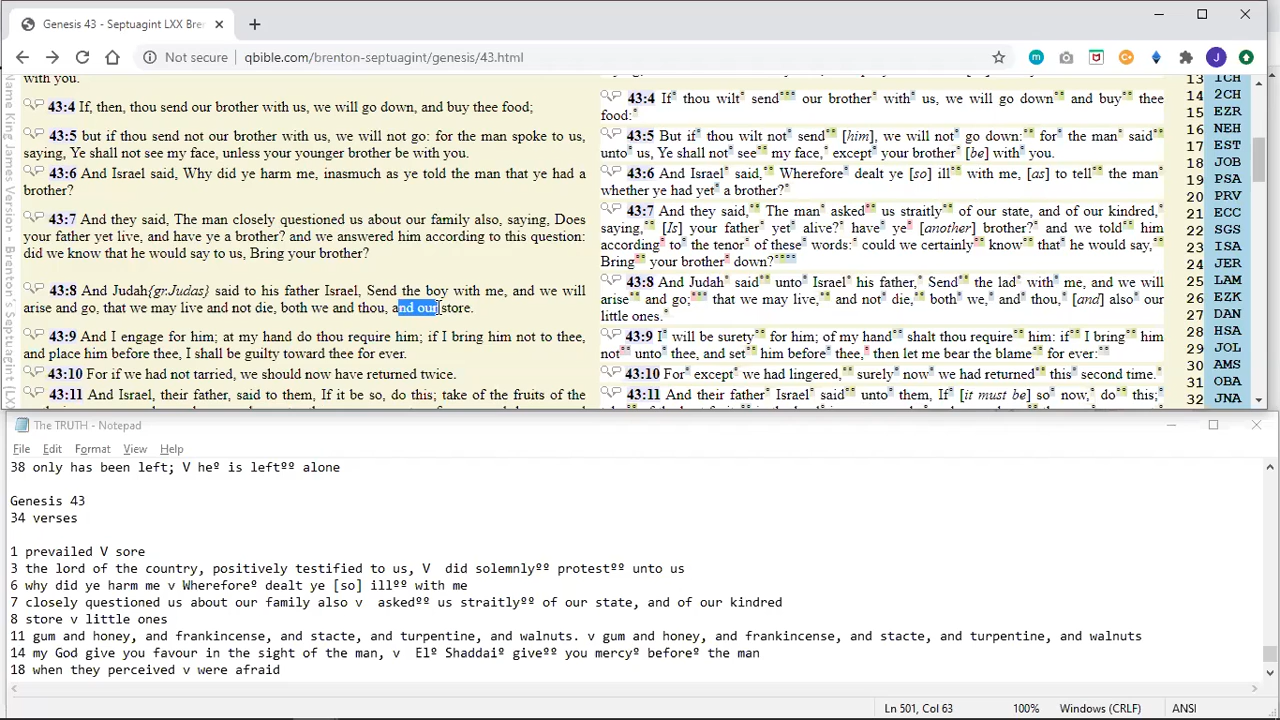 Genesis 43 - Septuagint LXX Bre
Not secure
qbible.com/brenton-septuagint/genesis/43.html
J
Name King James Version - Brenton's Septuagint (LXX
with you.
43:4 If, then, thou send our brother with us, we will go down, and buy thee food;
43:5 but if thou send not our brother with us, we will not go: for the man spoke to us,
saying, Ye shall not see my face, unless your younger brother be with you.
43:6 And Israel said, Why did ye harm me, inasmuch as ye told the man that ye had a
brother?
43:7 And they said, The man closely questioned us about our family also, saying, Does
your father yet live, and have ye a brother? and we answered him according to this question:
did we know that he would say to us, Bring your brother?
43:8 And Judah{gr.Judas} said to his father Israel, Send the boy with me, and we will
arise and go, that we may live and not die, both we and thou, and our store.
43:9 And I engage for him; at my hand do thou require him; if I bring him not to thee,
and place him before thee, I shall be guilty toward thee for ever.
43:10 For if we had not tarried, we should now have returned twice.
43:11 And Israel, their father, said to them, If it be so, do this; take of the fruits of the
43:4 If thou wilt send our brother with us, we will go down and buy thee
food:
43:5 But if thou wilt not send [him], we will not go down: for the man said
unto us, Ye shall not see my face, except your brother [be] with you.
43:6 And Israel said, Wherefore dealt ye [so] ill with me, [as] to tell the man
whether ye had yet a brother?
43:7 And they said, The man asked us straitly of our state, and of our kindred,
saying, [Is] your father yet alive? have ye [another] brother? and we told him
according to the tenor of these words: could we certainly know that he would say,
Bring your brother down?
43:8 And Judah said unto Israel his father, Send the lad with me, and we will
arise and go; that we may live, and not die, both we, and thou, [and] also our
little ones.
43:9 I will be surety for him; of my hand shalt thou require him: if I bring him
not unto thee, and set him before thee, then let me bear the blame for ever:
43:10 For except we had lingered, surely now we had returned this second time.
43:11 And their father Israel said unto them, If [it must be] so now, do this;
13 1CH
14 2CH
15 EZR
16 NEH
17 EST
18 JOB
19 PSA
20 PRV
21 ECC
22 SGS
23 ISA
24 JER
25 LAM
26 EZK
27 DAN
28 HSA
29 JOL
30 AMS
31 OBA
32 JNA
The TRUTH - Notepad
File Edit Format View Help
38 only has been left; V heº is leftºº alone
Genesis 43
34 verses
1 prevailed V sore
3 the lord of the country, positively testified to us, V  did solemnlyºº protestºº unto us
6 why did ye harm me v Whereforeº dealt ye [so] illºº with me
7 closely questioned us about our family also v  askedºº us straitlyºº of our state, and of our kindred
8 store v little ones
11 gum and honey, and frankincense, and stacte, and turpentine, and walnuts. v gum and honey, and frankincense, and stacte, and turpentine, and walnuts
14 my God give you favour in the sight of the man, v  Elº Shaddaiº giveºº you mercyº beforeº the man
18 when they perceived v were afraid
Ln 501, Col 63 100% Windows (CRLF) ANSI